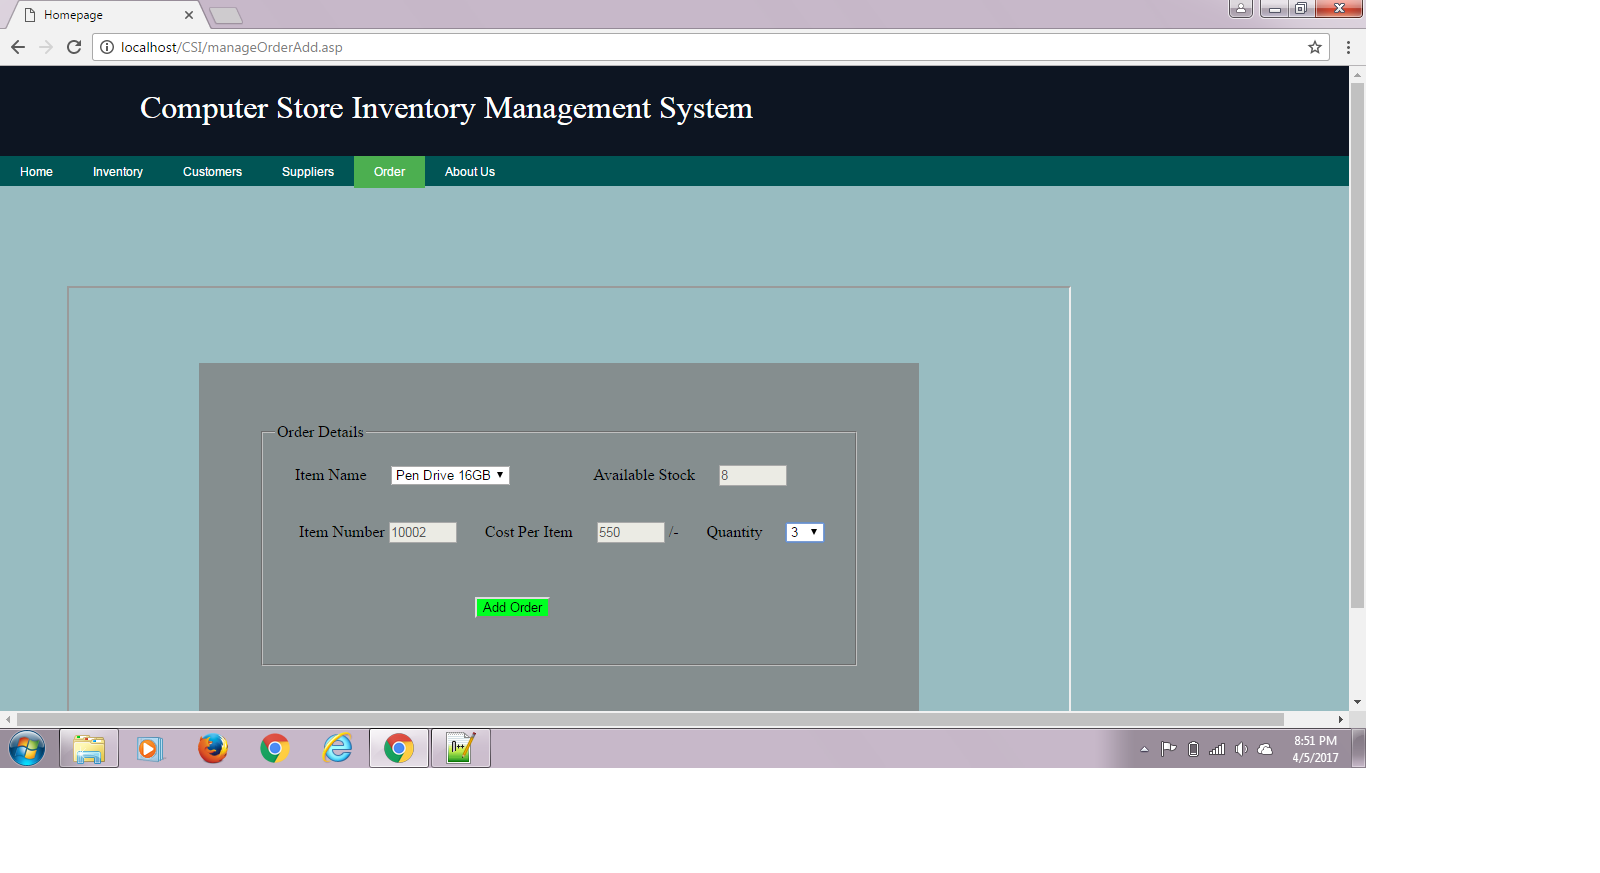 Homepage
localhost/CSI/manageOrderAdd.asp
Computer Store Inventory Management System
Home Inventory Customers Suppliers Order About Us
Order Details
Item Name Pen Drive 16GB Available Stock 8
Item Number 10002 Cost Per Item 550 /- Quantity 3
Add Order
8:51 PM
4/5/2017